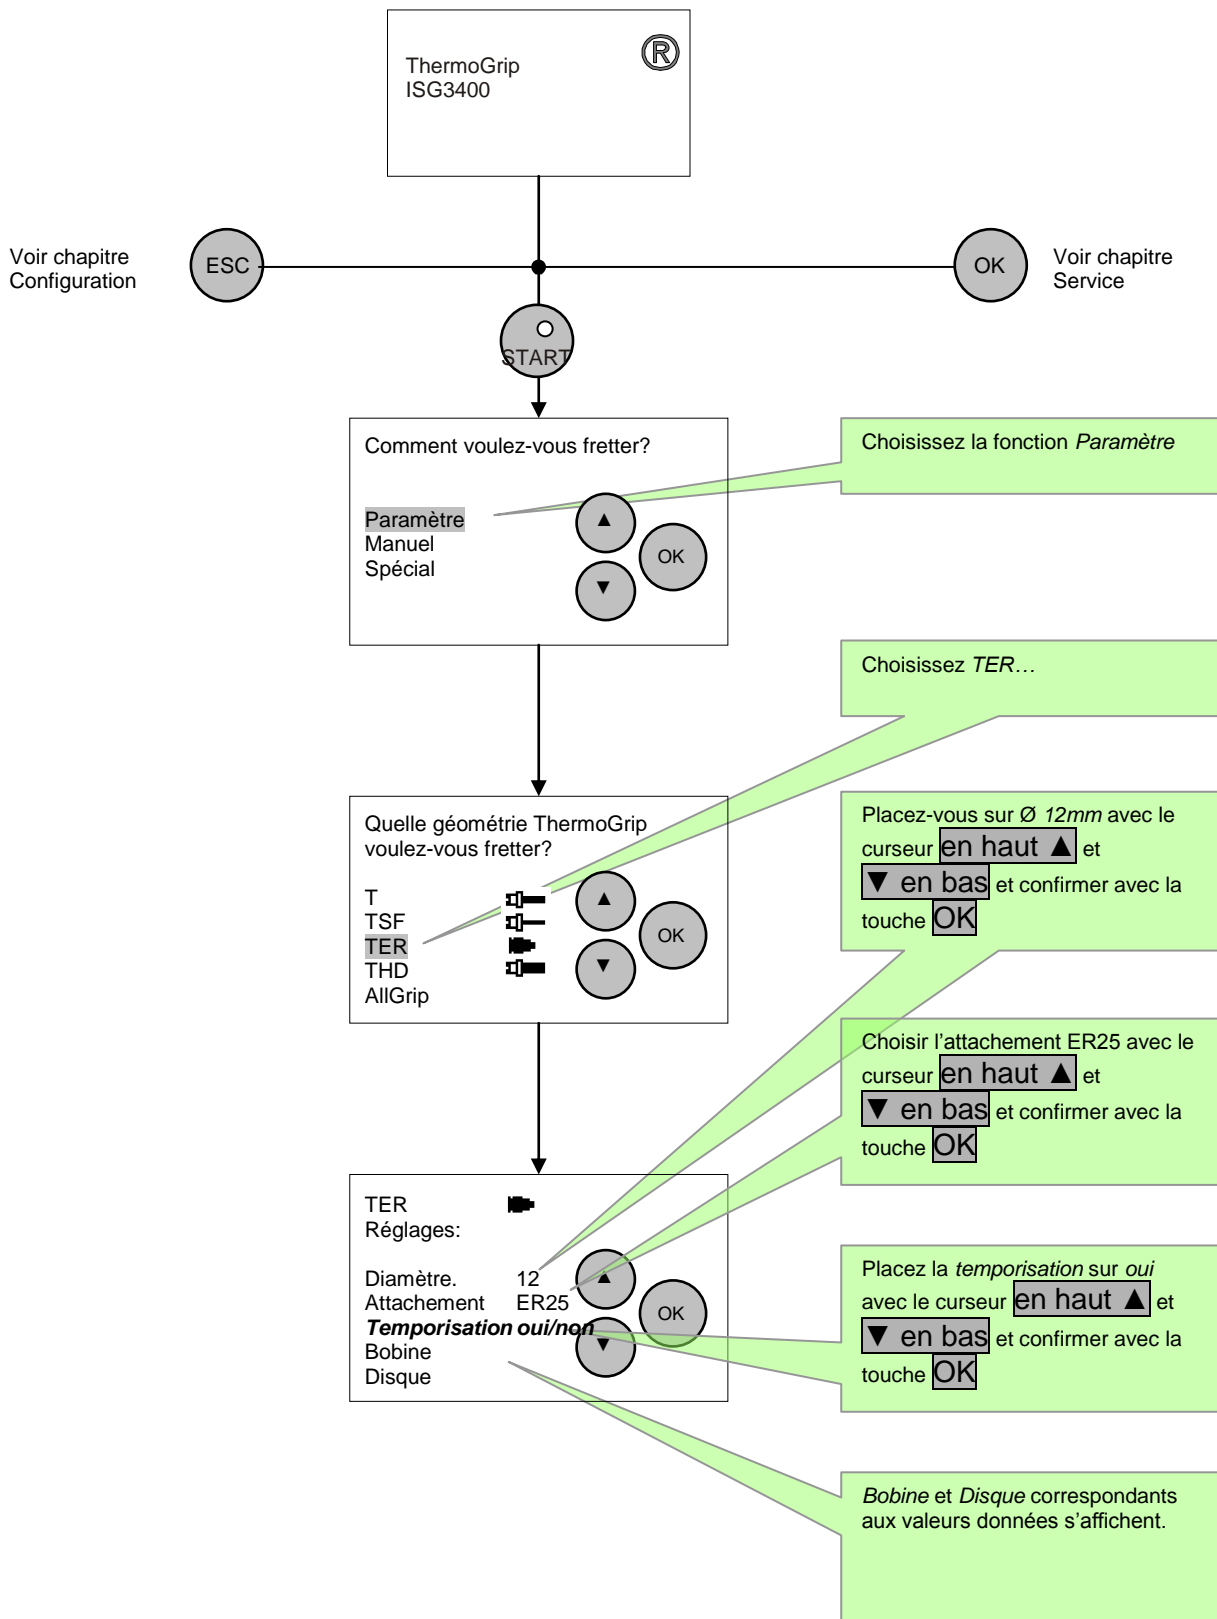 ThermoGrip
ISG3400
®
Voir chapitre
Configuration
ESC
OK
Voir chapitre
Service
START
Comment voulez-vous fretter?
Paramètre
Manuel
Spécial
▲
▼
OK
Choisissez la fonction Paramètre
Choisissez TER…
Quelle géométrie ThermoGrip
voulez-vous fretter?
T
TSF
TER
THD
AllGrip
▲
▼
OK
Placez-vous sur Ø 12mm avec le
curseur en haut ▲ et
▼ en bas et confirmer avec la
touche OK
Choisir l’attachement ER25 avec le
curseur en haut ▲ et
▼ en bas et confirmer avec la
touche OK
TER
Réglages:
Diamètre. 12
Attachement ER25
Temporisation oui/non
Bobine
Disque
▲
▼
OK
Placez la temporisation sur oui
avec le curseur en haut ▲ et
▼ en bas et confirmer avec la
touche OK
Bobine et Disque correspondants
aux valeurs données s’affichent.